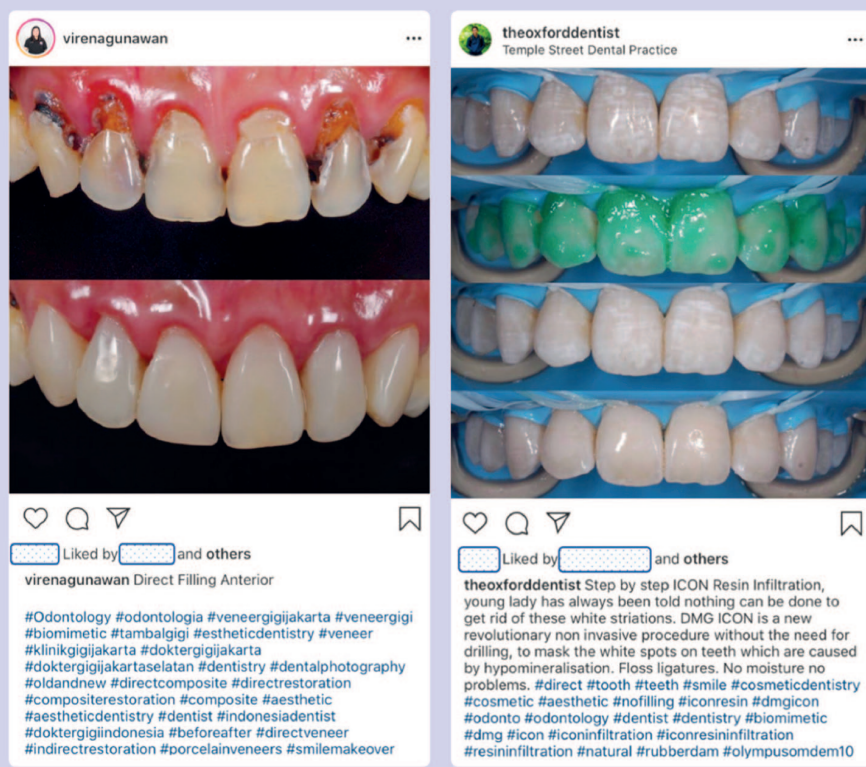 virenagunawan
Liked by and others
virenagunawan Direct Filling Anterior
#Odontology #odontologia #veneergigijakarta #veneergigi
#biomimetic #tambalgigi #estheticdentistry #veneer
#klinikgigijakarta #doktergigijakarta
#doktergigijakartaselatan #dentistry #dentalphotography
#oldandnew #directcomposite #directrestoration
#compositerestoration #composite #aesthetic
#aestheticdentistry #dentist #indonesiadentist
#doktergigiindonesia #beforeafter #directveneer
#indirectrestoration #porcelainveneers #smilemakeover
theoxforddentist
Temple Street Dental Practice
Liked by and others
theoxforddentist Step by step ICON Resin Infiltration,
young lady has always been told nothing can be done to
get rid of these white striations. DMG ICON is a new
revolutionary non invasive procedure without the need for
drilling, to mask the white spots on teeth which are caused
by hypomineralisation. Floss ligatures. No moisture no
problems. #direct #tooth #teeth #smile #cosmeticdentistry
#cosmetic #aesthetic #nofilling #iconresin #dmgicon
#odonto #odontology #dentist #dentistry #biomimetic
#dmg #icon #iconinfiltration #iconresininfiltration
#resininfiltration #natural #rubberdam #olympusomdem10